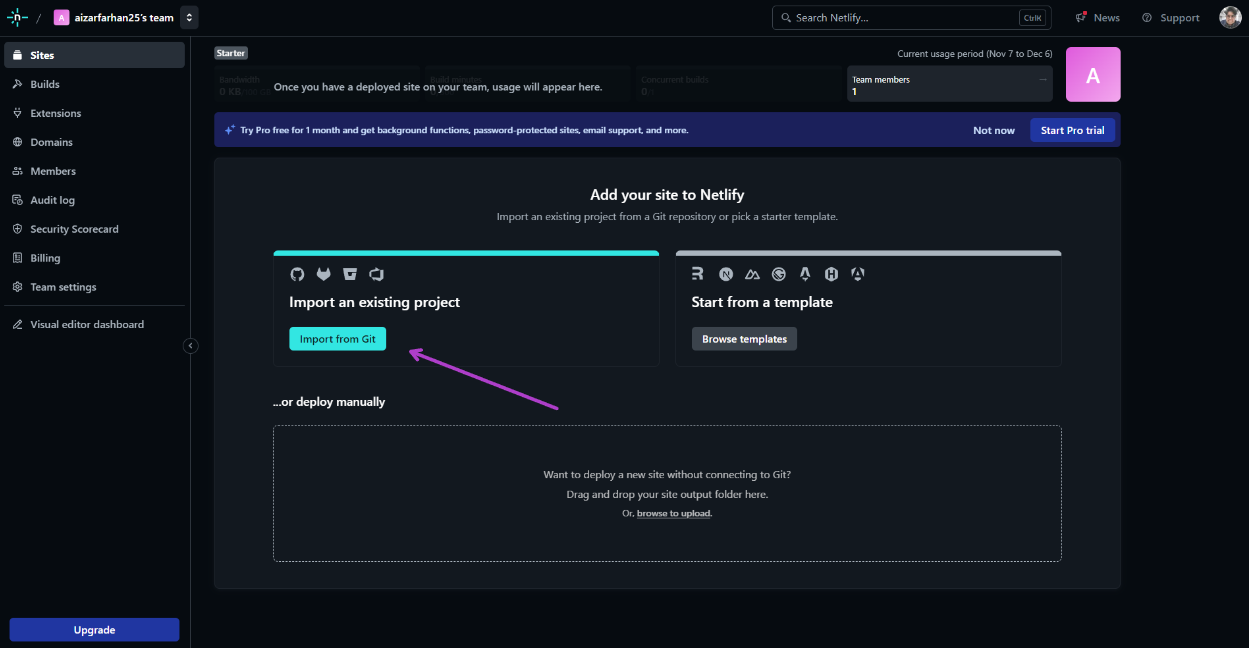 aizarfarhan25's team
Search Netlify...
CtrlK
News
Support
Sites
Builds
Extensions
Domains
Members
Audit log
Security Scorecard
Billing
Team settings
Visual editor dashboard
Upgrade
Starter
Current usage period (Nov 7 to Dec 6)
A
Bandwidth
0 KB
Build minutes
Concurrent builds
Once you have a deployed site on your team, usage will appear here.
Team members
1
A
Try Pro free for 1 month and get background functions, password-protected sites, email support, and more.
Not now
Start Pro trial
Add your site to Netlify
Import an existing project from a Git repository or pick a starter template.
Import an existing project
Import from Git
Start from a template
Browse templates
...or deploy manually
Want to deploy a new site without connecting to Git?
Drag and drop your site output folder here.
Or, browse to upload.